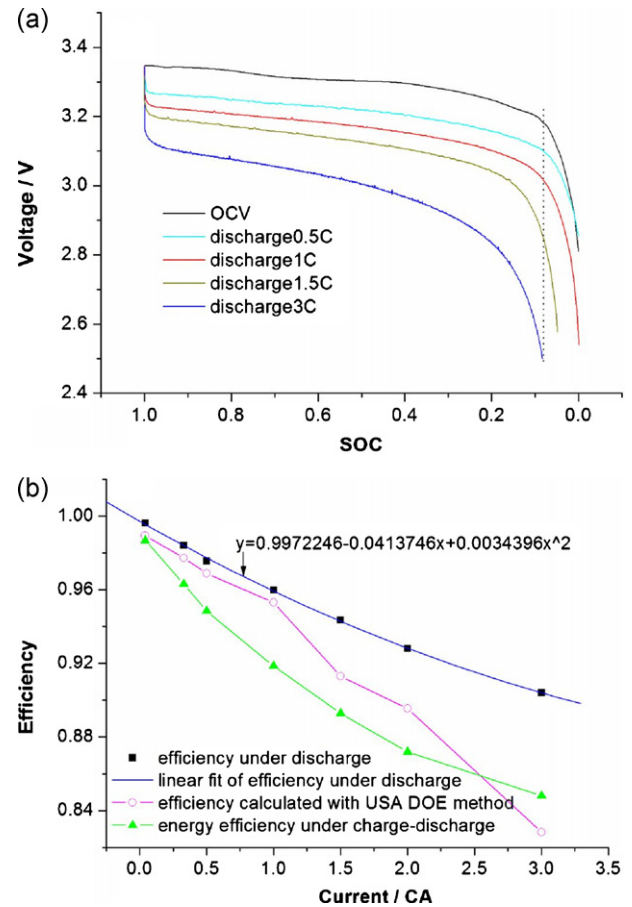 (a)
3.4
3.2
3.0
2.8
2.6
2.4
Voltage / V
OCV
discharge0.5C
discharge1C
discharge1.5C
discharge3C
1.0 0.8 0.6 0.4 0.2 0.0
SOC
(b)
1.00
0.96
0.92
0.88
0.84
Efficiency
y=0.9972246-0.0413746x+0.0034396x^2
efficiency under discharge
linear fit of efficiency under discharge
efficiency calculated with USA DOE method
energy efficiency under charge-discharge
0.0 0.5 1.0 1.5 2.0 2.5 3.0 3.5
Current / CA